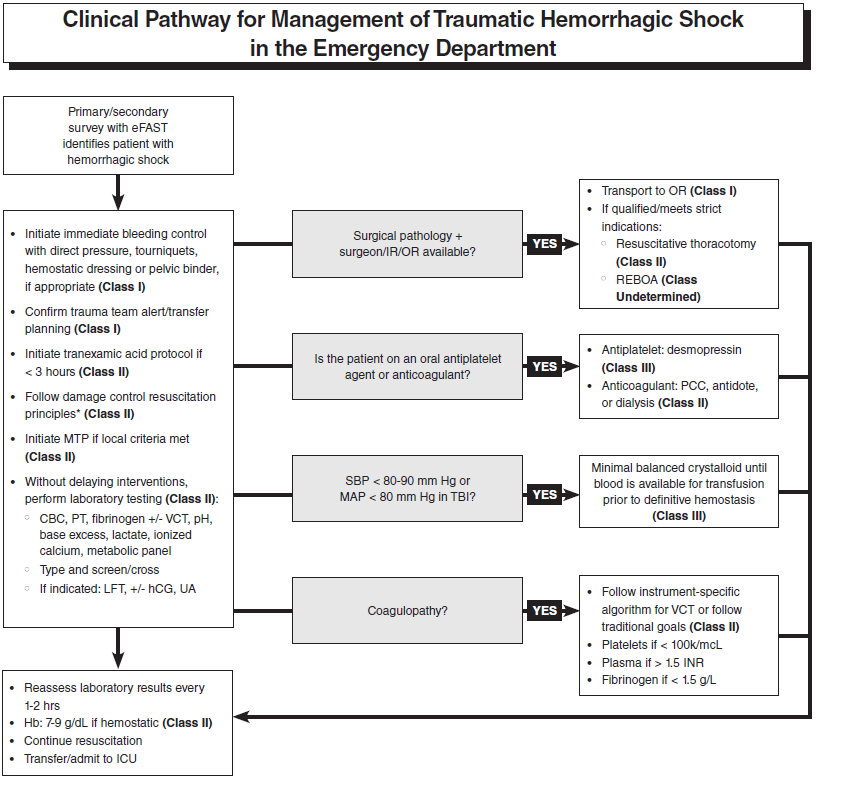 Clinical Pathway for Management of Traumatic Hemorrhagic Shock
in the Emergency Department
Primary/secondary
survey with eFAST
identifies patient with
hemorrhagic shock
• Initiate immediate bleeding control
with direct pressure, tourniquets,
hemostatic dressing or pelvic binder,
if appropriate (Class I)
• Confirm trauma team alert/transfer
planning (Class I)
• Initiate tranexamic acid protocol if
< 3 hours (Class II)
• Follow damage control resuscitation
principles* (Class II)
• Initiate MTP if local criteria met
(Class II)
• Without delaying interventions,
perform laboratory testing (Class II):
○ CBC, PT, fibrinogen +/- VCT, pH,
base excess, lactate, ionized
calcium, metabolic panel
○ Type and screen/cross
○ If indicated: LFT, +/- hCG, UA
Surgical pathology +
surgeon/IR/OR available?
YES
• Transport to OR (Class I)
• If qualified/meets strict
indications:
○ Resuscitative thoracotomy
(Class II)
○ REBOA (Class
Undetermined)
Is the patient on an oral antiplatelet
agent or anticoagulant?
YES
• Antiplatelet: desmopressin
(Class III)
• Anticoagulant: PCC, antidote,
or dialysis (Class II)
SBP < 80-90 mm Hg or
MAP < 80 mm Hg in TBI?
YES
Minimal balanced crystalloid until
blood is available for transfusion
prior to definitive hemostasis
(Class III)
Coagulopathy?
YES
• Follow instrument-specific
algorithm for VCT or follow
traditional goals (Class II)
• Platelets if < 100k/mcL
• Plasma if > 1.5 INR
• Fibrinogen if < 1.5 g/L
• Reassess laboratory results every
1-2 hrs
• Hb: 7-9 g/dL if hemostatic (Class II)
• Continue resuscitation
• Transfer/admit to ICU